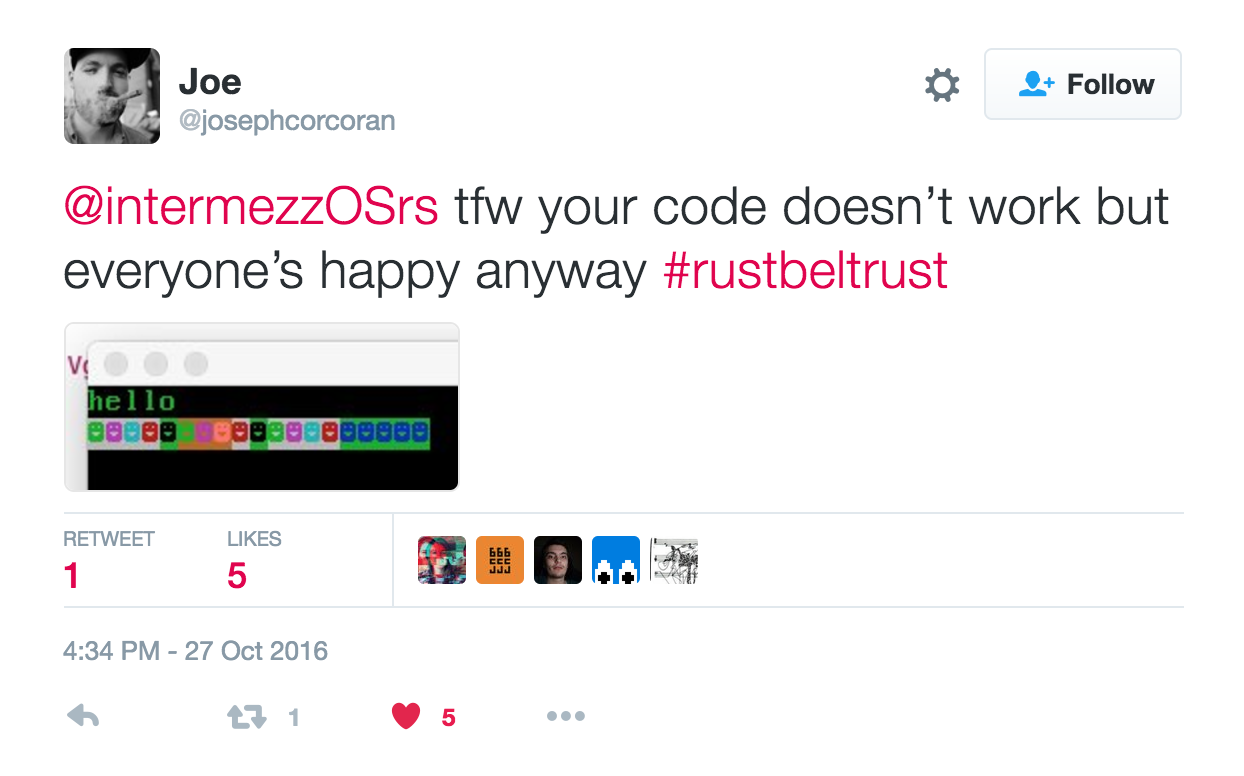 Joe
@josephcorcoran
Follow
@intermezzOSrs tfw your code doesn’t work but
everyone’s happy anyway #rustbeltrust
hello
RETWEET
LIKES
1
5
4:34 PM - 27 Oct 2016
1
5